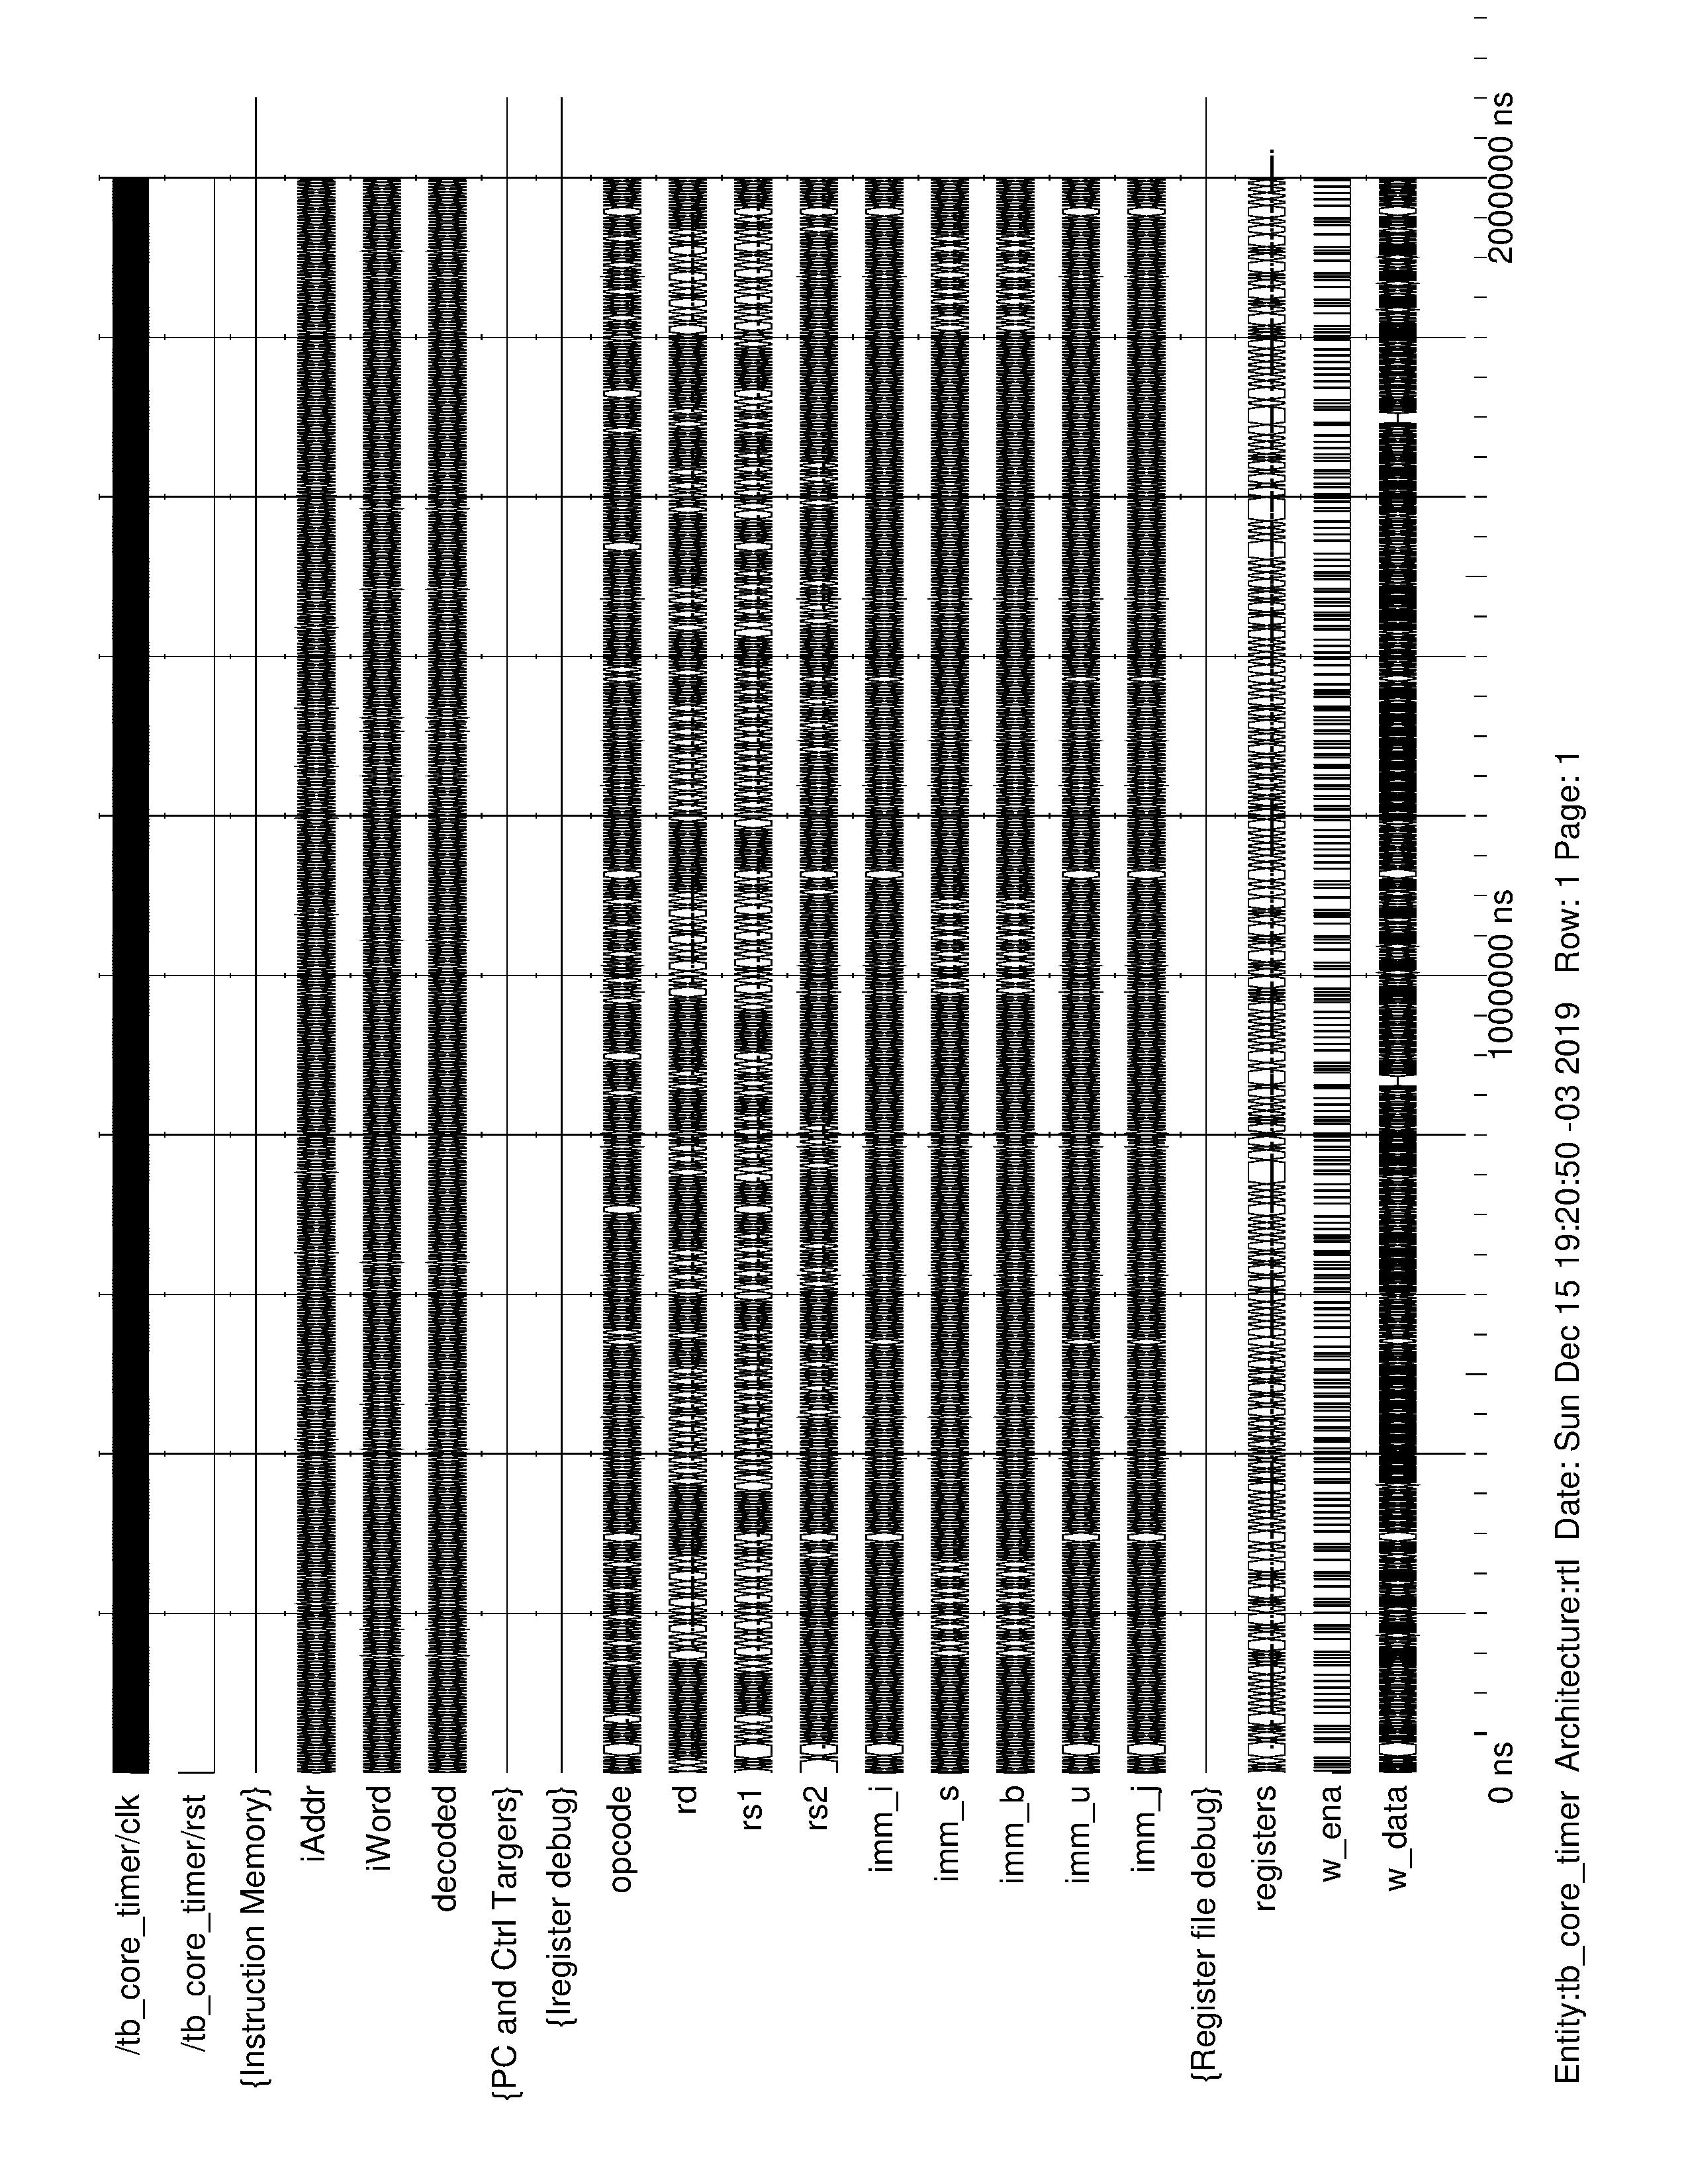 /tb_core_timer/clk
/tb_core_timer/rst
{Instruction Memory}
iAddr
iWord
decoded
{PC and Ctrl Targers}
{Iregister debug}
opcode
rd
rs1
rs2
imm_i
imm_s
imm_b
imm_u
imm_j
{Register file debug}
registers
w_ena
w_data
0 ns 1000000 ns 2000000 ns
Entity:tb_core_timer Architecture:rtl Date: Sun Dec 15 19:20:50 -03 2019 Row: 1 Page: 1